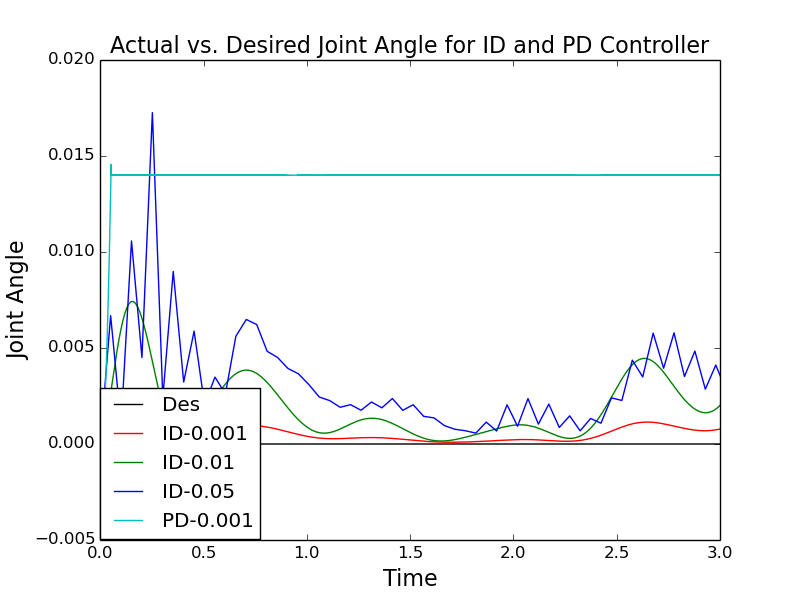 Actual vs. Desired Joint Angle for ID and PD Controller
0.020
0.015
0.010
0.005
0.000
−0.005
Joint Angle
Des
ID-0.001
ID-0.01
ID-0.05
PD-0.001
0.0 0.5 1.0 1.5 2.0 2.5 3.0
Time